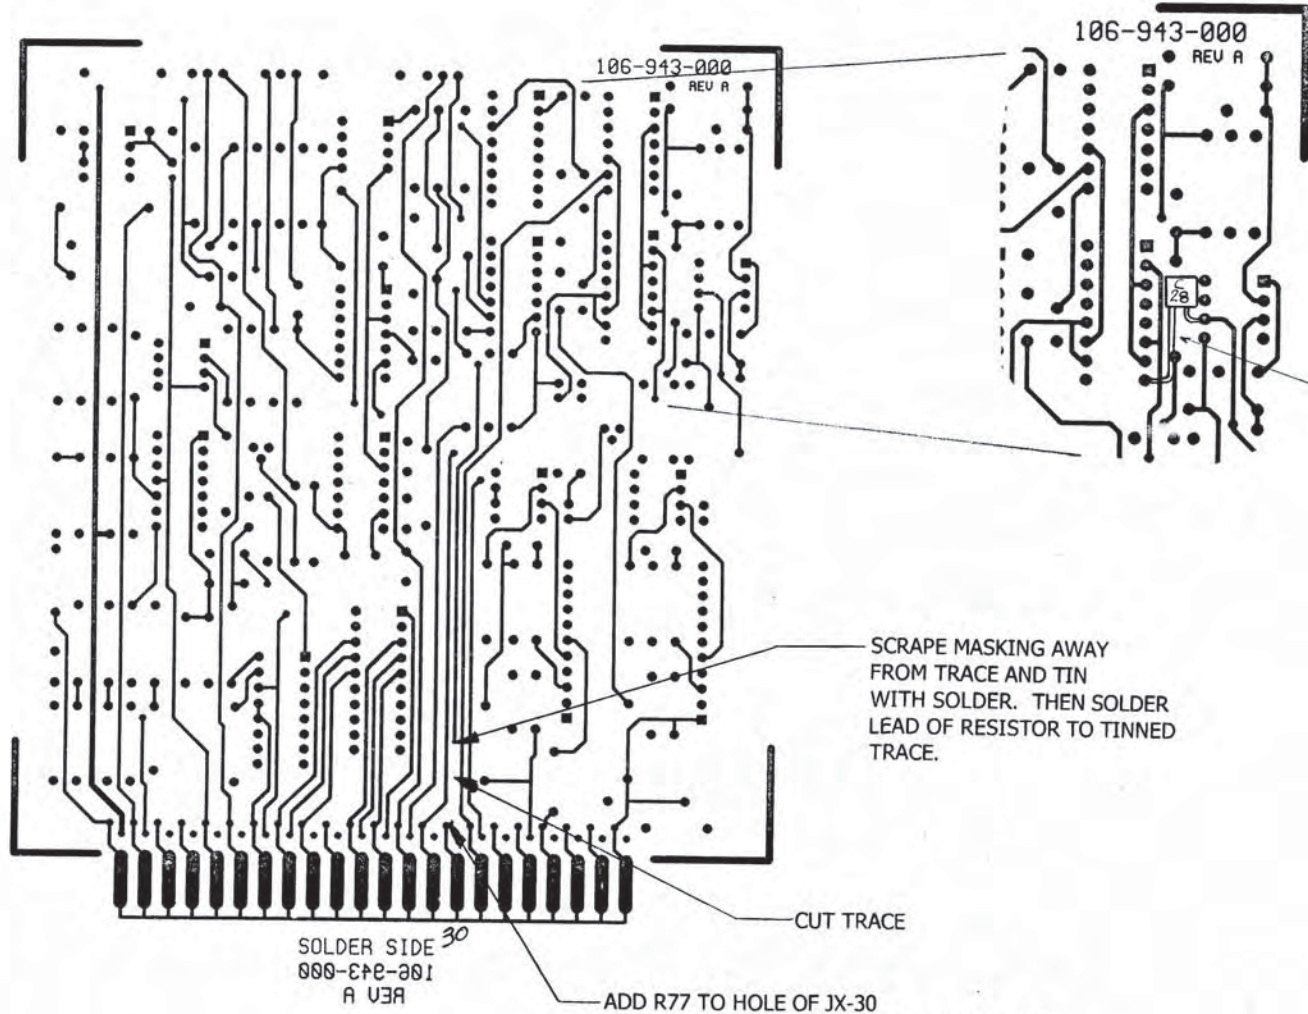 106-943-000
REV A
106-943-000
REV A
C
28
SCRAPE MASKING AWAY
FROM TRACE AND TIN
WITH SOLDER. THEN SOLDER
LEAD OF RESISTOR TO TINNED
TRACE.
CUT TRACE
SOLDER SIDE 30
106-943-000
REV A
ADD R77 TO HOLE OF JX-30